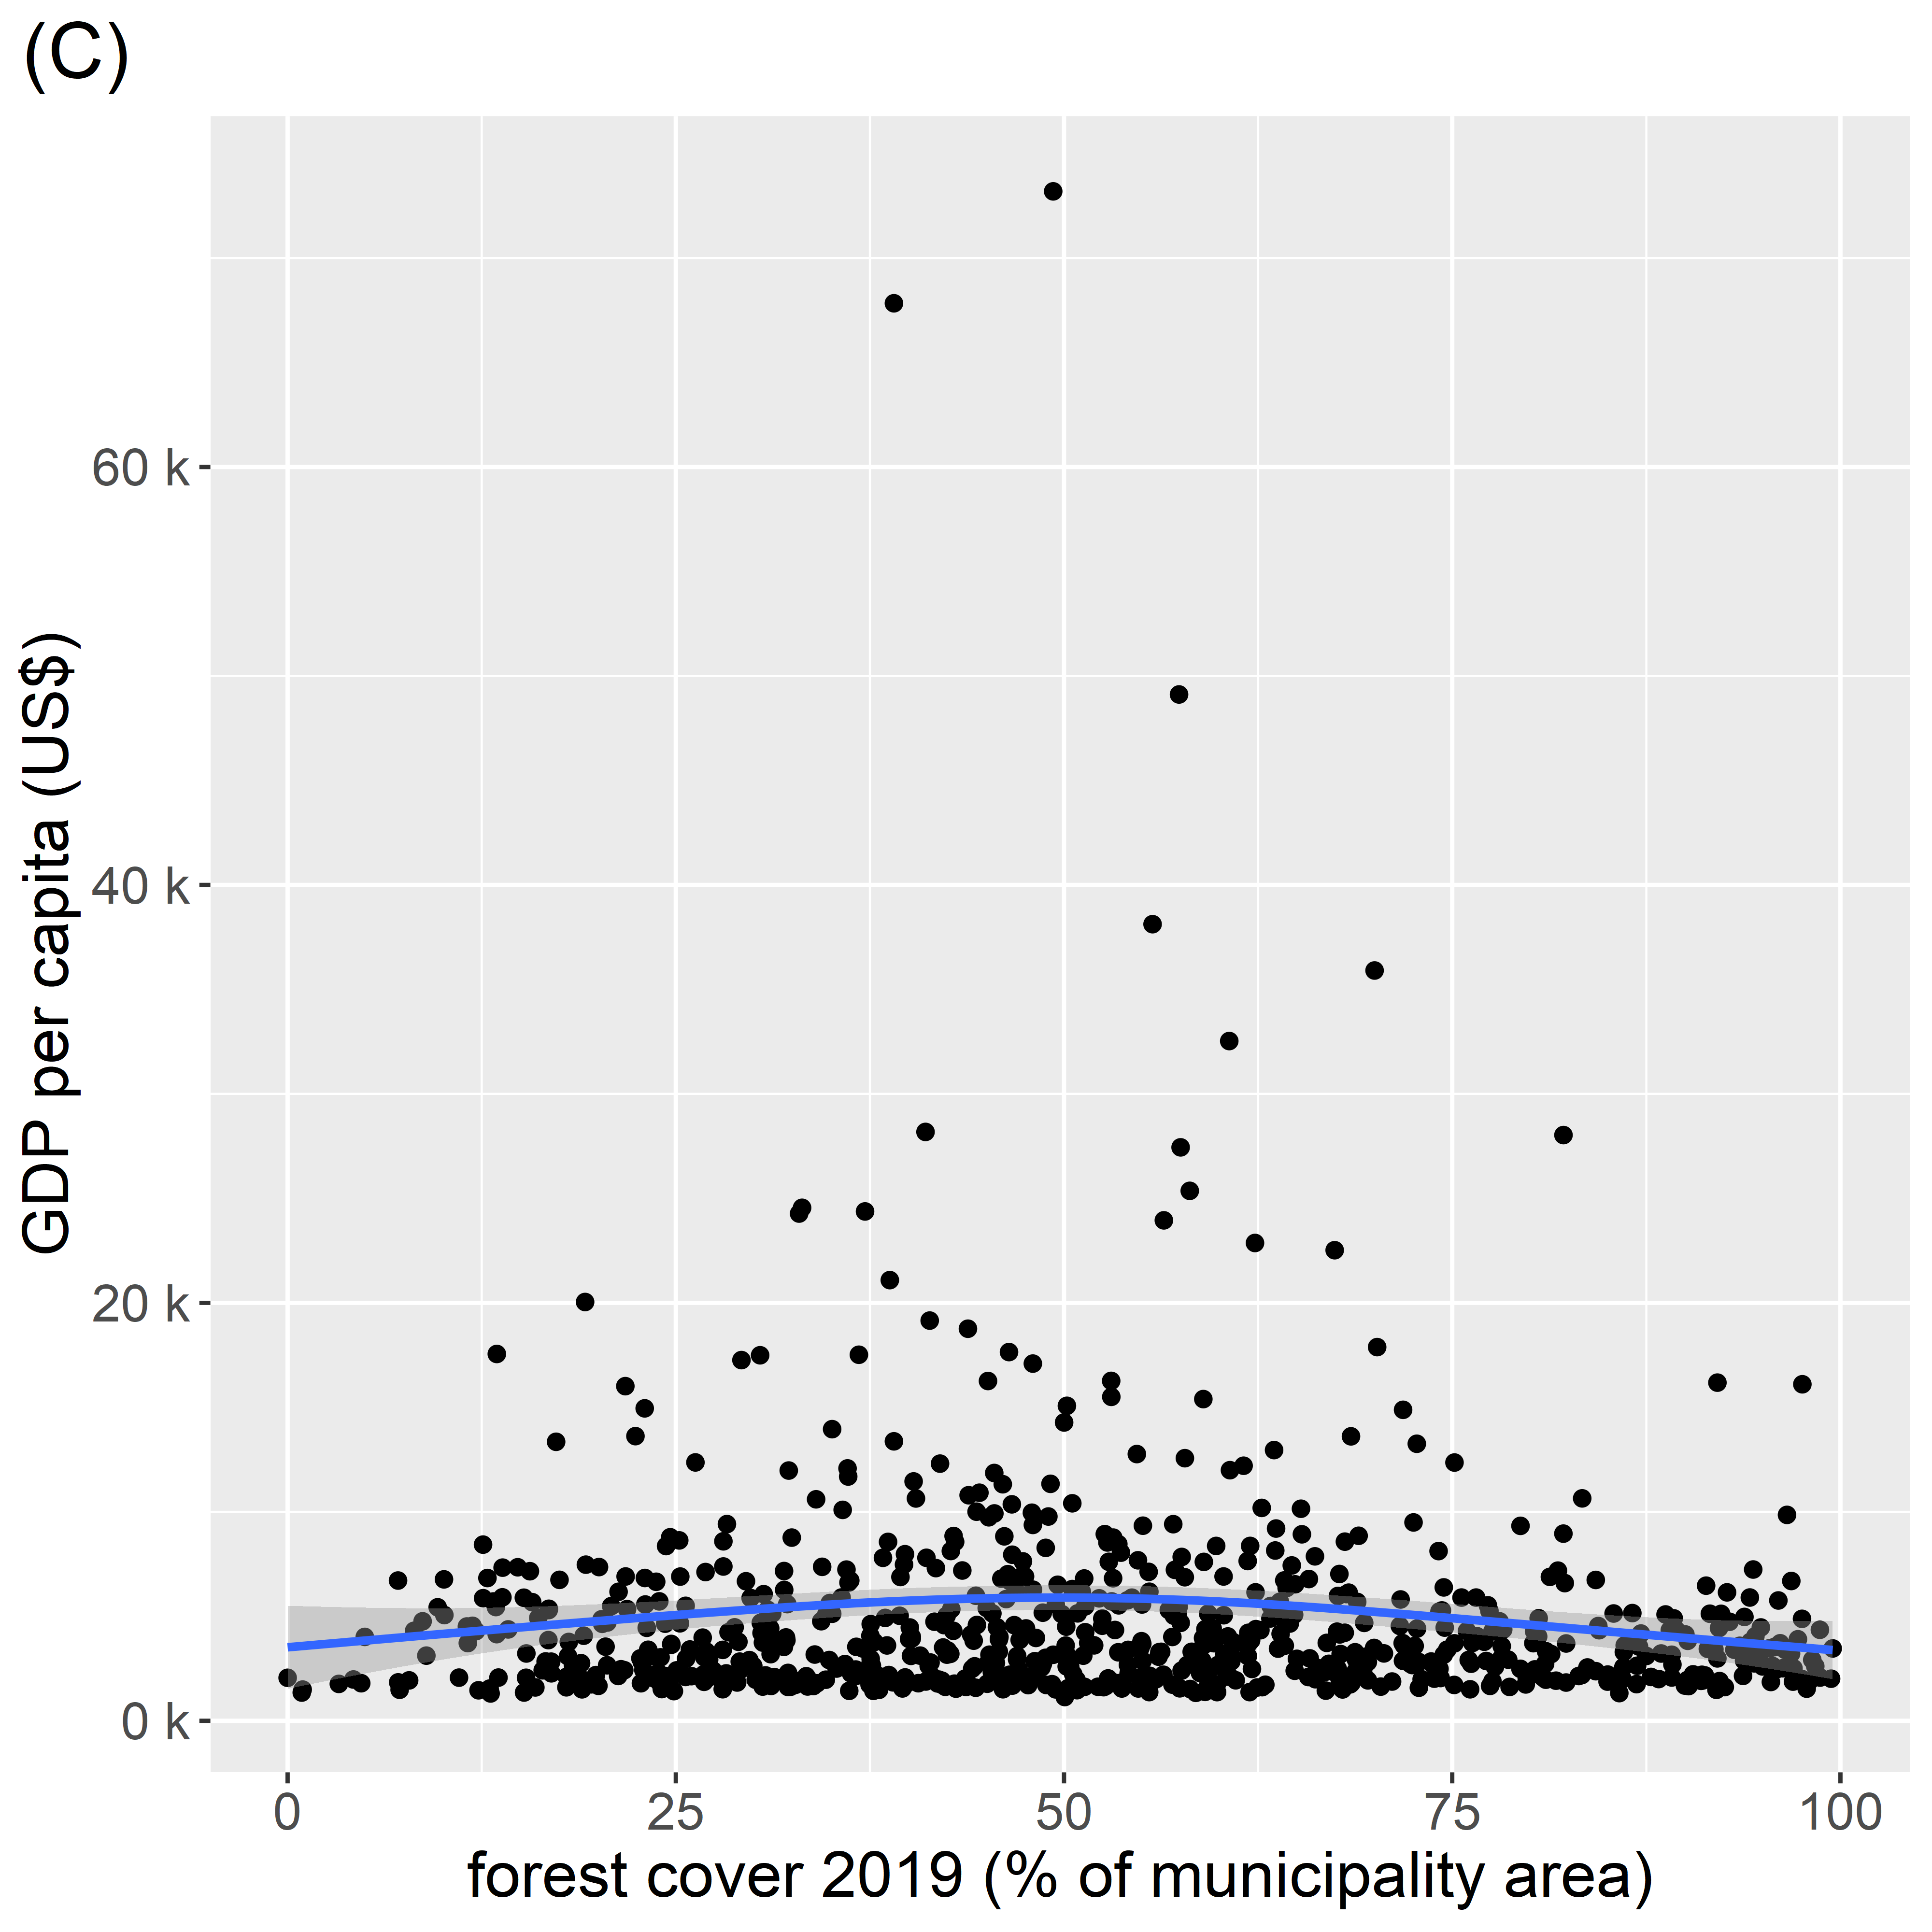 (C)
GDP per capita (US$)
60 k
40 k
20 k
0 k
0 25 50 75 100
forest cover 2019 (% of municipality area)